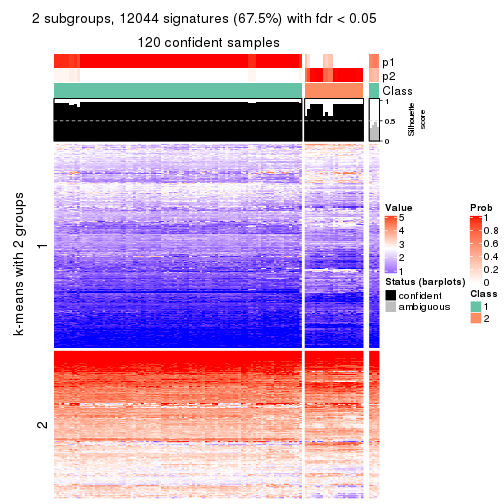 2 subgroups, 12044 signatures (67.5%) with fdr < 0.05
120 confident samples
p1
p2
Class
1
0.5
0
Silhouette
score
k-means with 2 groups
1
2
Value
5
4
3
2
1
Status (barplots)
confident
ambiguous
Prob
1
0.8
0.6
0.4
0.2
0
Class
1
2